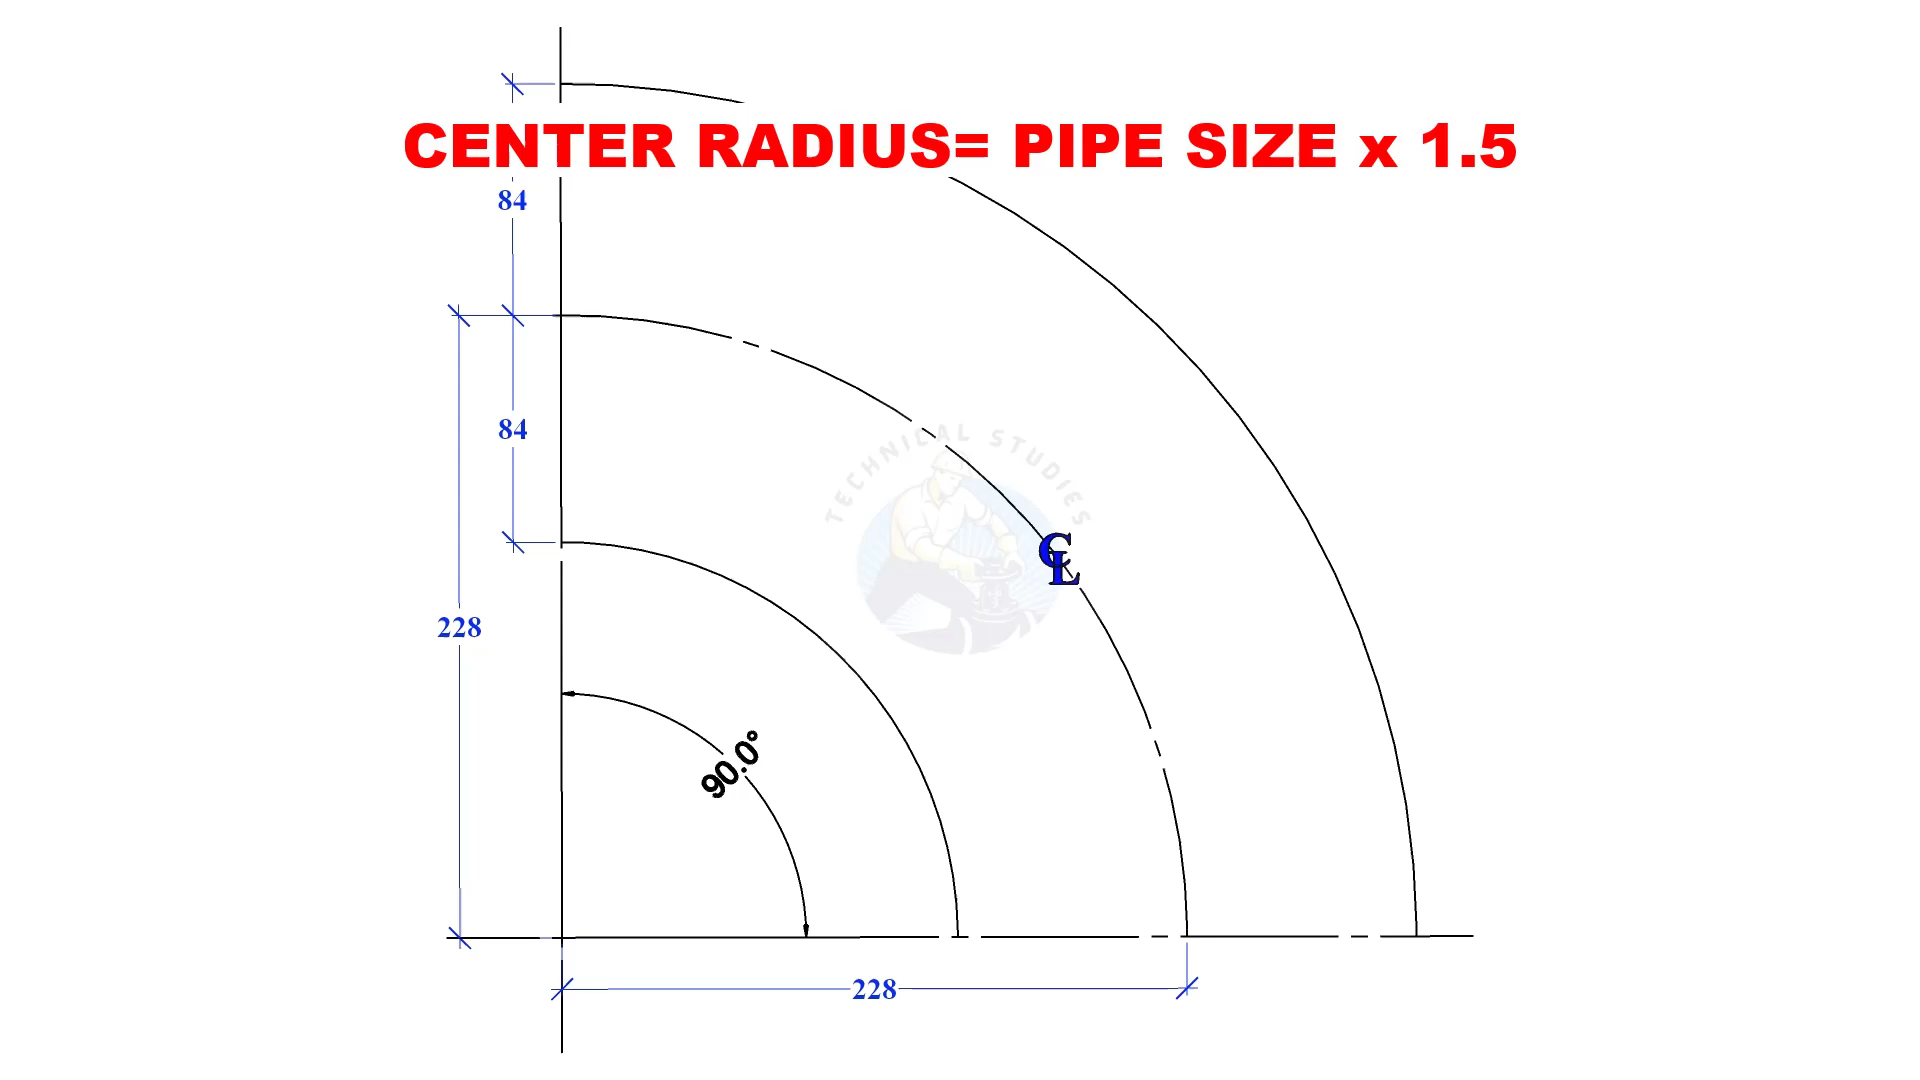 CENTER RADIUS= PIPE SIZE x 1.5
84
84
TECHNICAL STUDIES
CL
228
90.0°
228